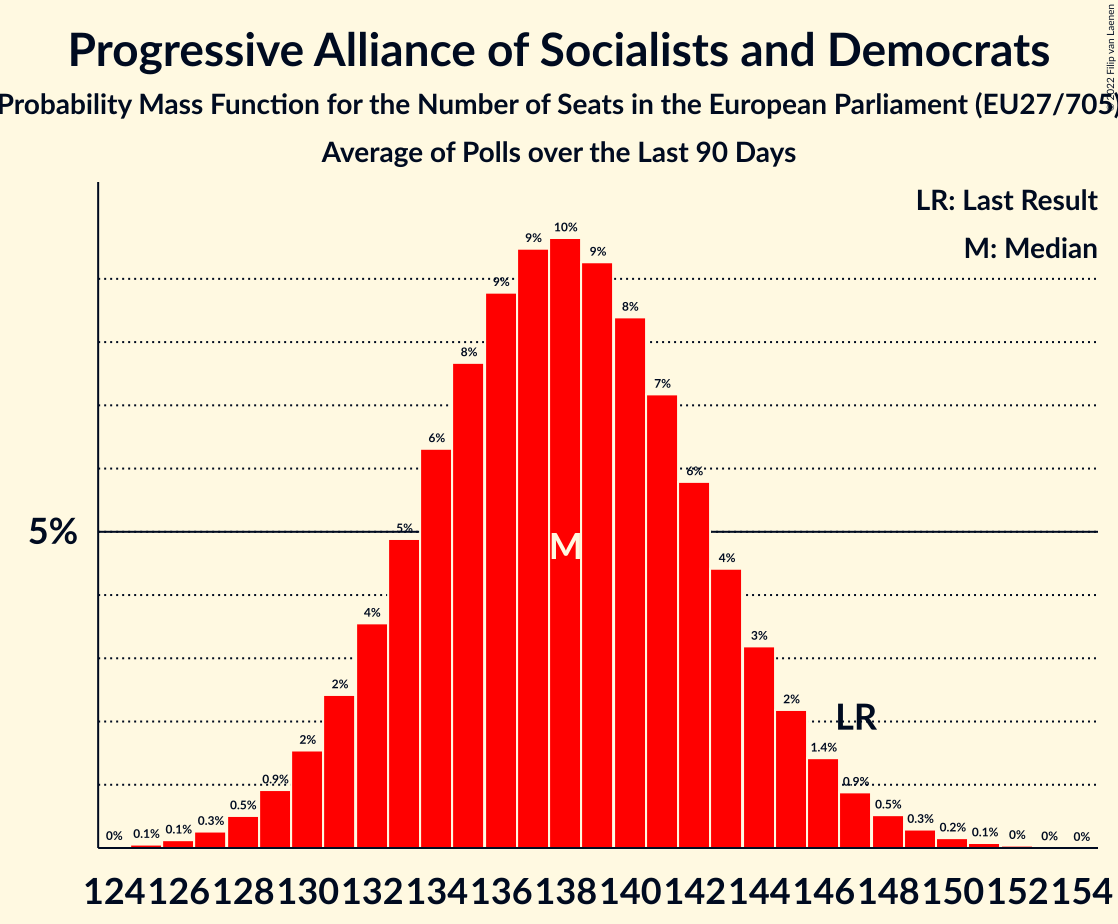 Progressive Alliance of Socialists and Democrats
Probability Mass Function for the Number of Seats in the European Parliament (EU27/705)
Average of Polls over the Last 90 Days
© 2022 Filip van Laenen
LR: Last Result
M: Median
5%
0% 0.1% 0.1% 0.3% 0.5% 0.9% 2% 2% 4% 5% 6% 8% 9% 9% 10% 9% 8% 7% 6% 4% 3% 2% 1.4% 0.9% 0.5% 0.3% 0.2% 0.1% 0% 0% 0%
M
LR
124 126 128 130 132 134 136 138 140 142 144 146 148 150 152 154